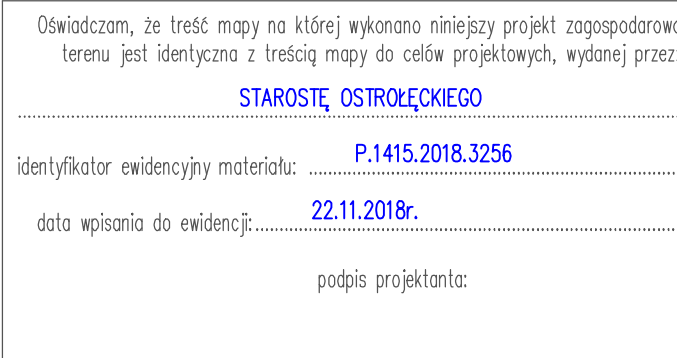 Oświadczam, że treść mapy na której wykonano niniejszy projekt zagospodarowa
terenu jest identyczna z treścią mapy do celów projektowych, wydanej przez:
STAROSTĘ OSTROŁĘCKIEGO
identyfikator ewidencyjny materiału: P.1415.2018.3256
data wpisania do ewidencji: 22.11.2018r.
podpis projektanta: